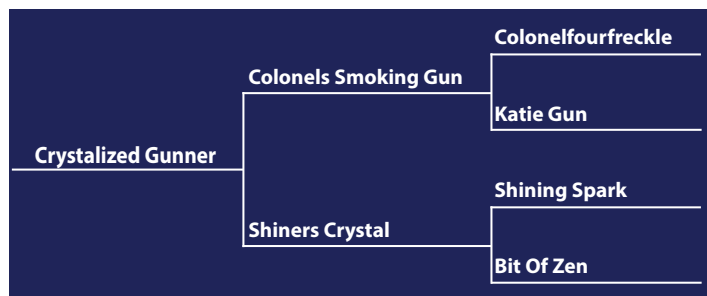 Colonelfourfreckle
Colonels Smoking Gun
Katie Gun
Crystalized Gunner
Shining Spark
Shiners Crystal
Bit Of Zen